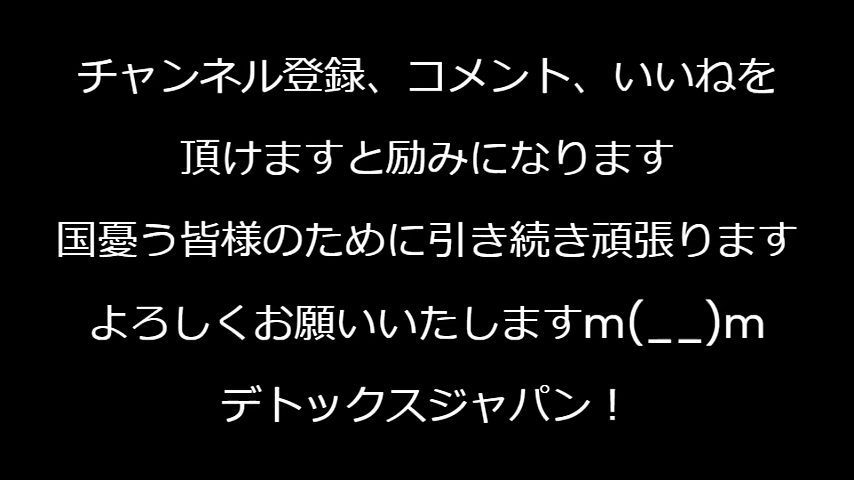 チャンネル登録、コメント、いいねを
頂けますと励みになります
国憂う皆様のために引き続き頑張ります
よろしくお願いいたしますm(__)m
デトックスジャパン！